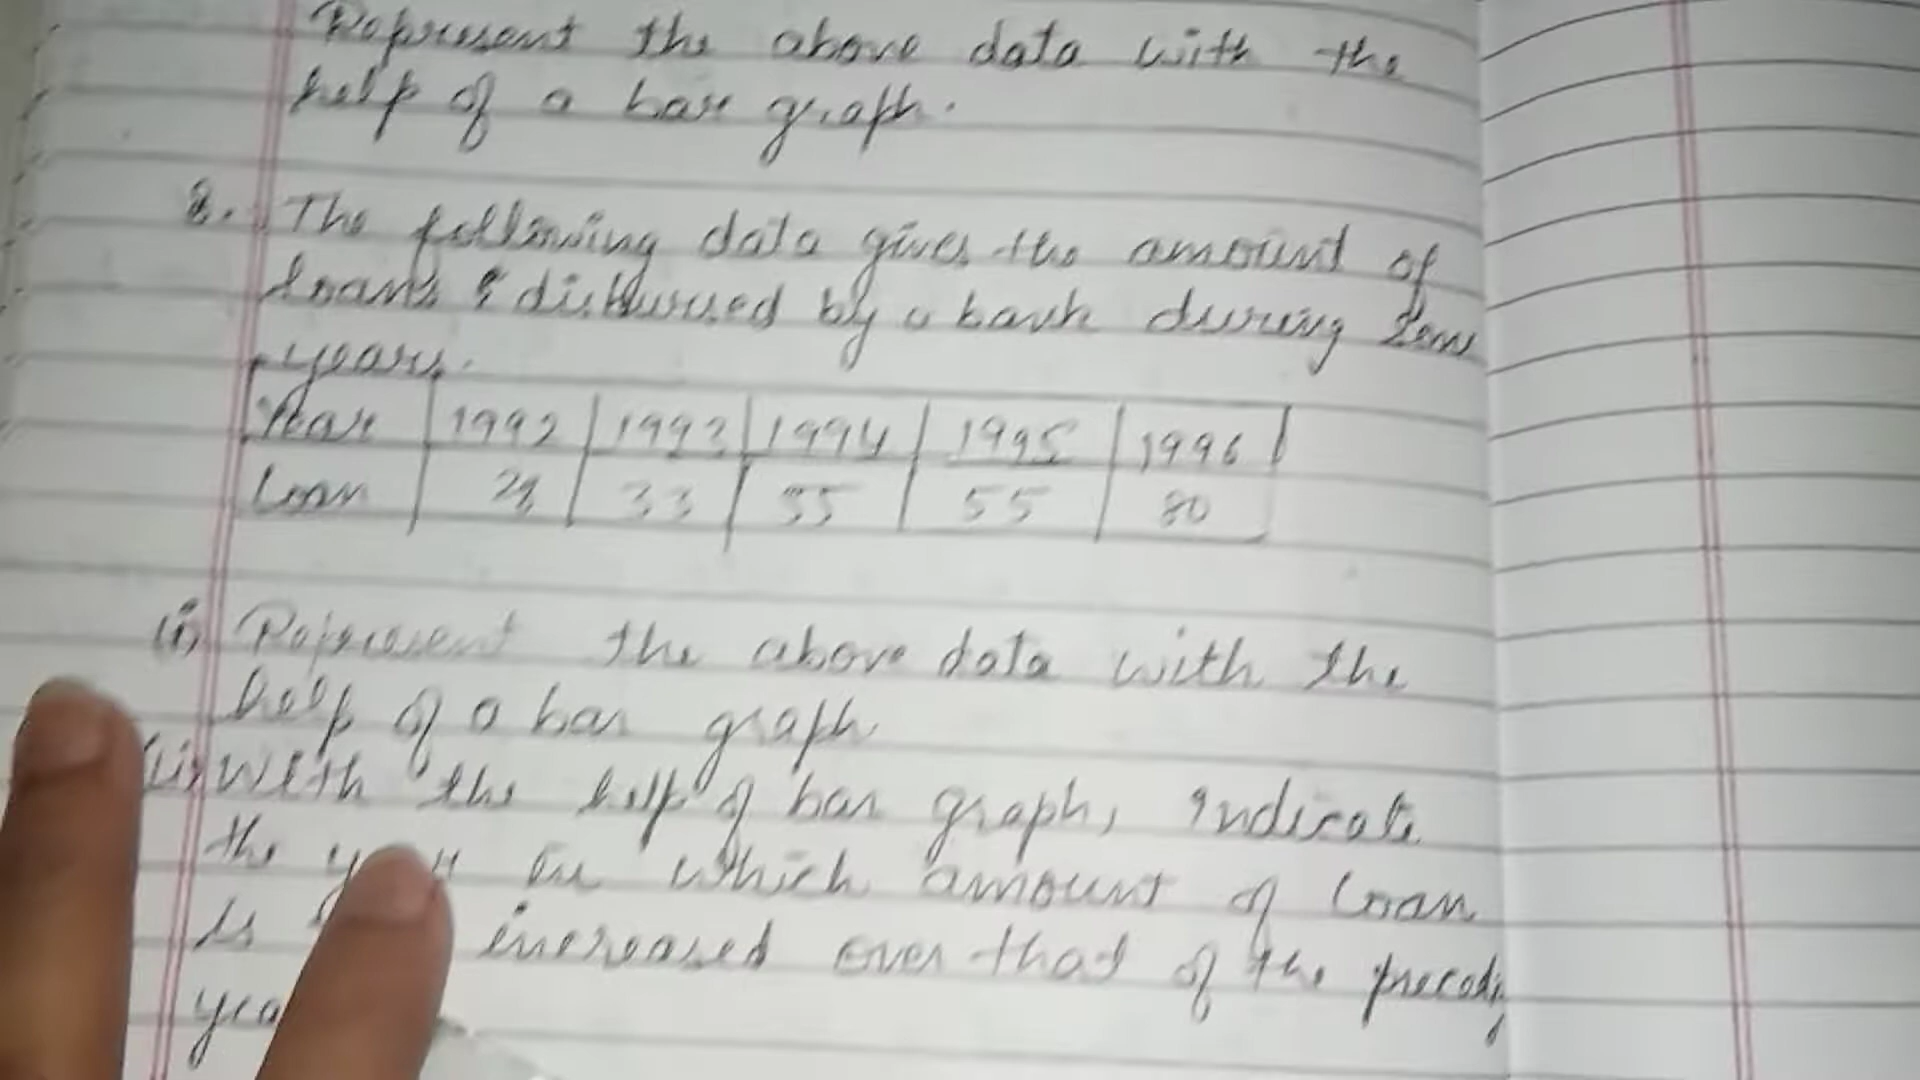 Represent the above data with the
help of a bar graph.
2. The following data gives the amount of
loans disbursed by a bank during
years.
Year | 1992 | 1993 | 1994 | 1995 | 1996
Loan | 28 | 33 | 55 | 55 | 80
(i) Represent the above data with the
help of a bar graph
(ii) With the help of bar graph, indicate
the in which amount of loan
is increased over that of the